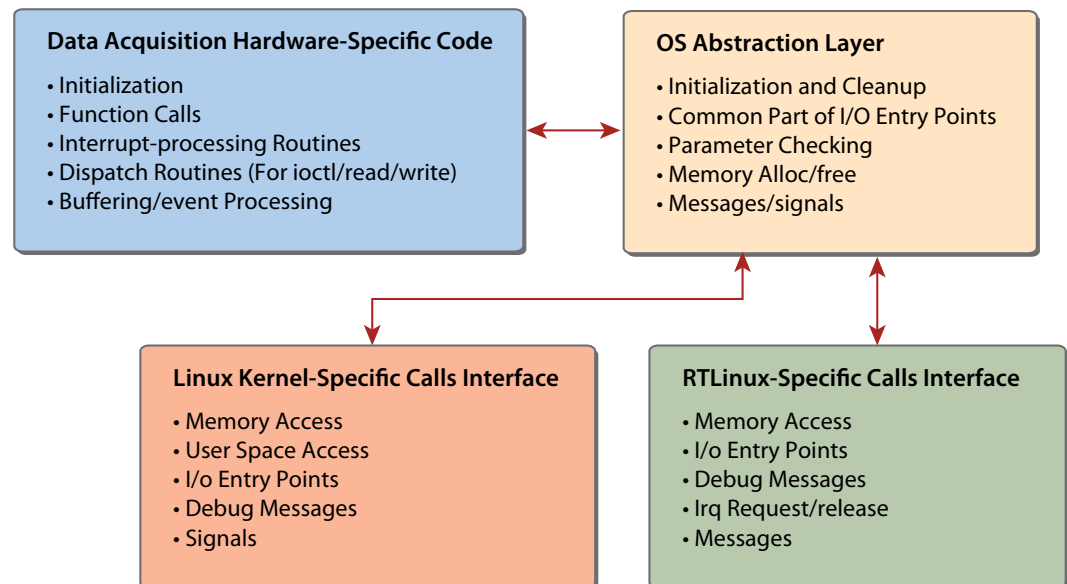 Data Acquisition Hardware-Specific Code
• Initialization
• Function Calls
• Interrupt-processing Routines
• Dispatch Routines (For ioctl/read/write)
• Buffering/event Processing
OS Abstraction Layer
• Initialization and Cleanup
• Common Part of I/O Entry Points
• Parameter Checking
• Memory Alloc/free
• Messages/signals
Linux Kernel-Specific Calls Interface
• Memory Access
• User Space Access
• I/o Entry Points
• Debug Messages
• Signals
RTLinux-Specific Calls Interface
• Memory Access
• I/o Entry Points
• Debug Messages
• Irq Request/release
• Messages